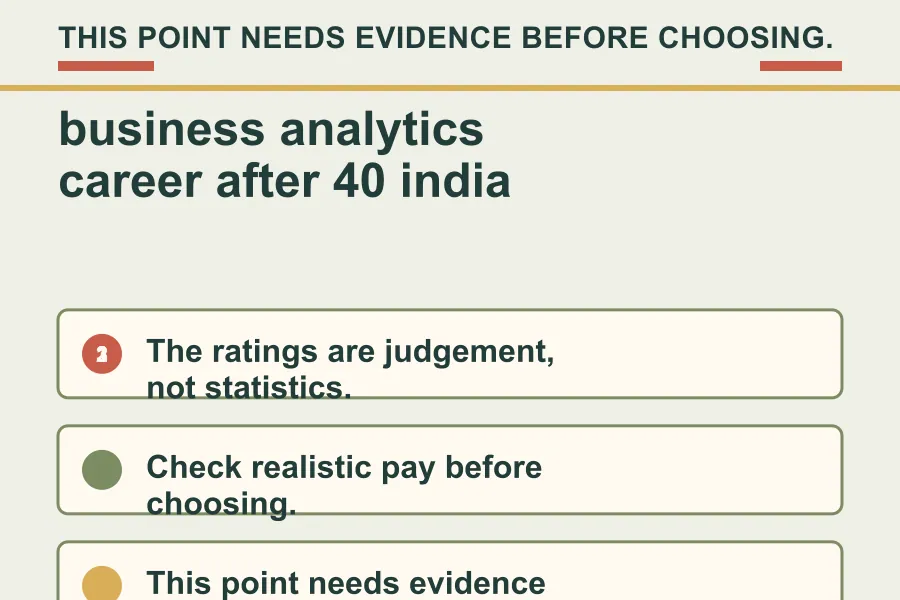 THIS POINT NEEDS EVIDENCE BEFORE CHOOSING.
business analytics
career after 40 india
The ratings are judgement,
not statistics.
Check realistic pay before
choosing.
This point needs evidence